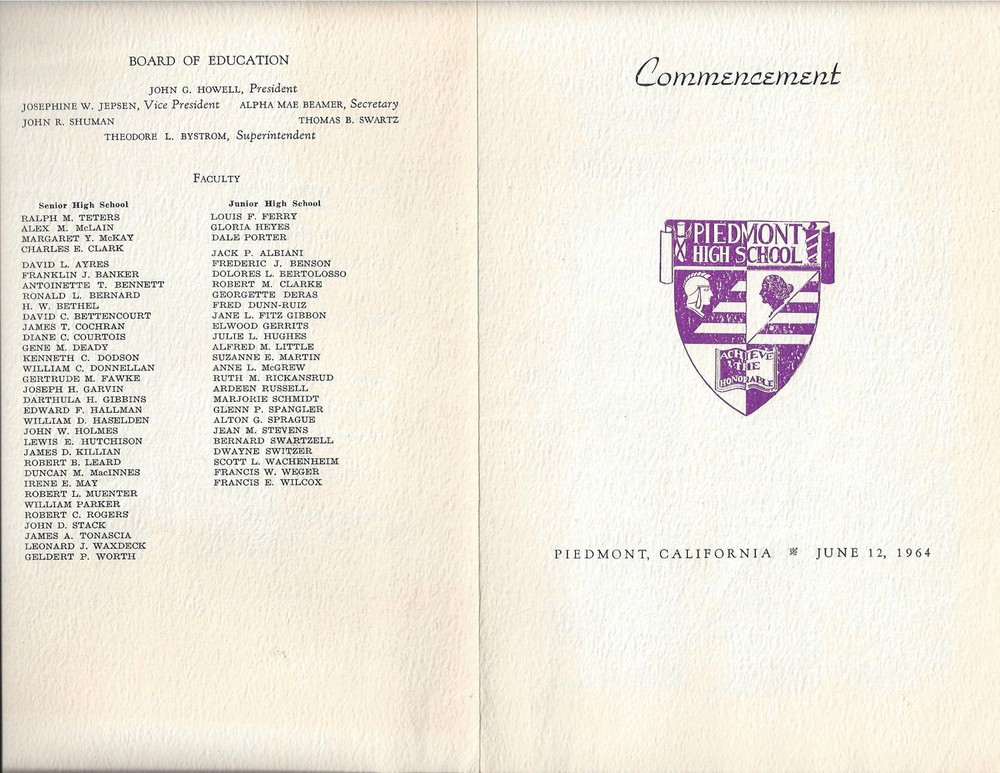 BOARD OF EDUCATION
JOHN G. HOWELL, President
JOSEPHINE W. JEPSEN, Vice President ALPHA MAE BEAMER, Secretary
JOHN R. SHUMAN THOMAS B. SWARTZ
THEODORE L. BYSTROM, Superintendent
FACULTY
Senior High School
RALPH M. TETERS
ALEX M. McLAIN
MARGARET Y. McKAY
CHARLES E. CLARK
DAVID L. AYRES
FRANKLIN J. BANKER
ANTOINETTE T. BENNETT
RONALD L. BERNARD
H. W. BETHEL
DAVID C. BETTENCOURT
JAMES T. COCHRAN
DIANE C. COURTOIS
GENE M. DEADY
KENNETH C. DODSON
WILLIAM C. DONNELLAN
GERTRUDE M. FAWKE
JOSEPH H. GARVIN
DARTHULA H. GIBBINS
EDWARD F. HALLMAN
WILLIAM D. HASELDEN
JOHN W. HOLMES
LEWIS E. HUTCHISON
JAMES D. KILLIAN
ROBERT B. LEARD
DUNCAN M. MacINNES
IRENE E. MAY
ROBERT L. MUENTER
WILLIAM PARKER
ROBERT C. ROGERS
JOHN D. STACK
JAMES A. TONASCIA
LEONARD J. WAXDECK
GELDERT P. WORTH
Junior High School
LOUIS F. FERRY
GLORIA HEYES
DALE PORTER
JACK P. ALBIANI
FREDERIC J. BENSON
DOLORES L. BERTOLOSSO
ROBERT M. CLARKE
GEORGETTE DERAS
FRED DUNN-RUIZ
JANE L. FITZ GIBBON
ELWOOD GERRITS
JULIE L. HUGHES
ALFRED M. LITTLE
SUZANNE E. MARTIN
ANNE L. McGREW
RUTH M. RICKANSRUD
ARDEEN RUSSELL
MARJORIE SCHMIDT
GLENN P. SPANGLER
ALTON G. SPRAGUE
JEAN M. STEVENS
BERNARD SWARTZELL
DWAYNE SWITZER
SCOTT L. WACHENHEIM
FRANCIS W. WEGER
FRANCIS E. WILCOX
Commencement
PIEDMONT
HIGH SCHOOL
ACHIEVE
THE
HONORABLE
PIEDMONT, CALIFORNIA JUNE 12, 1964